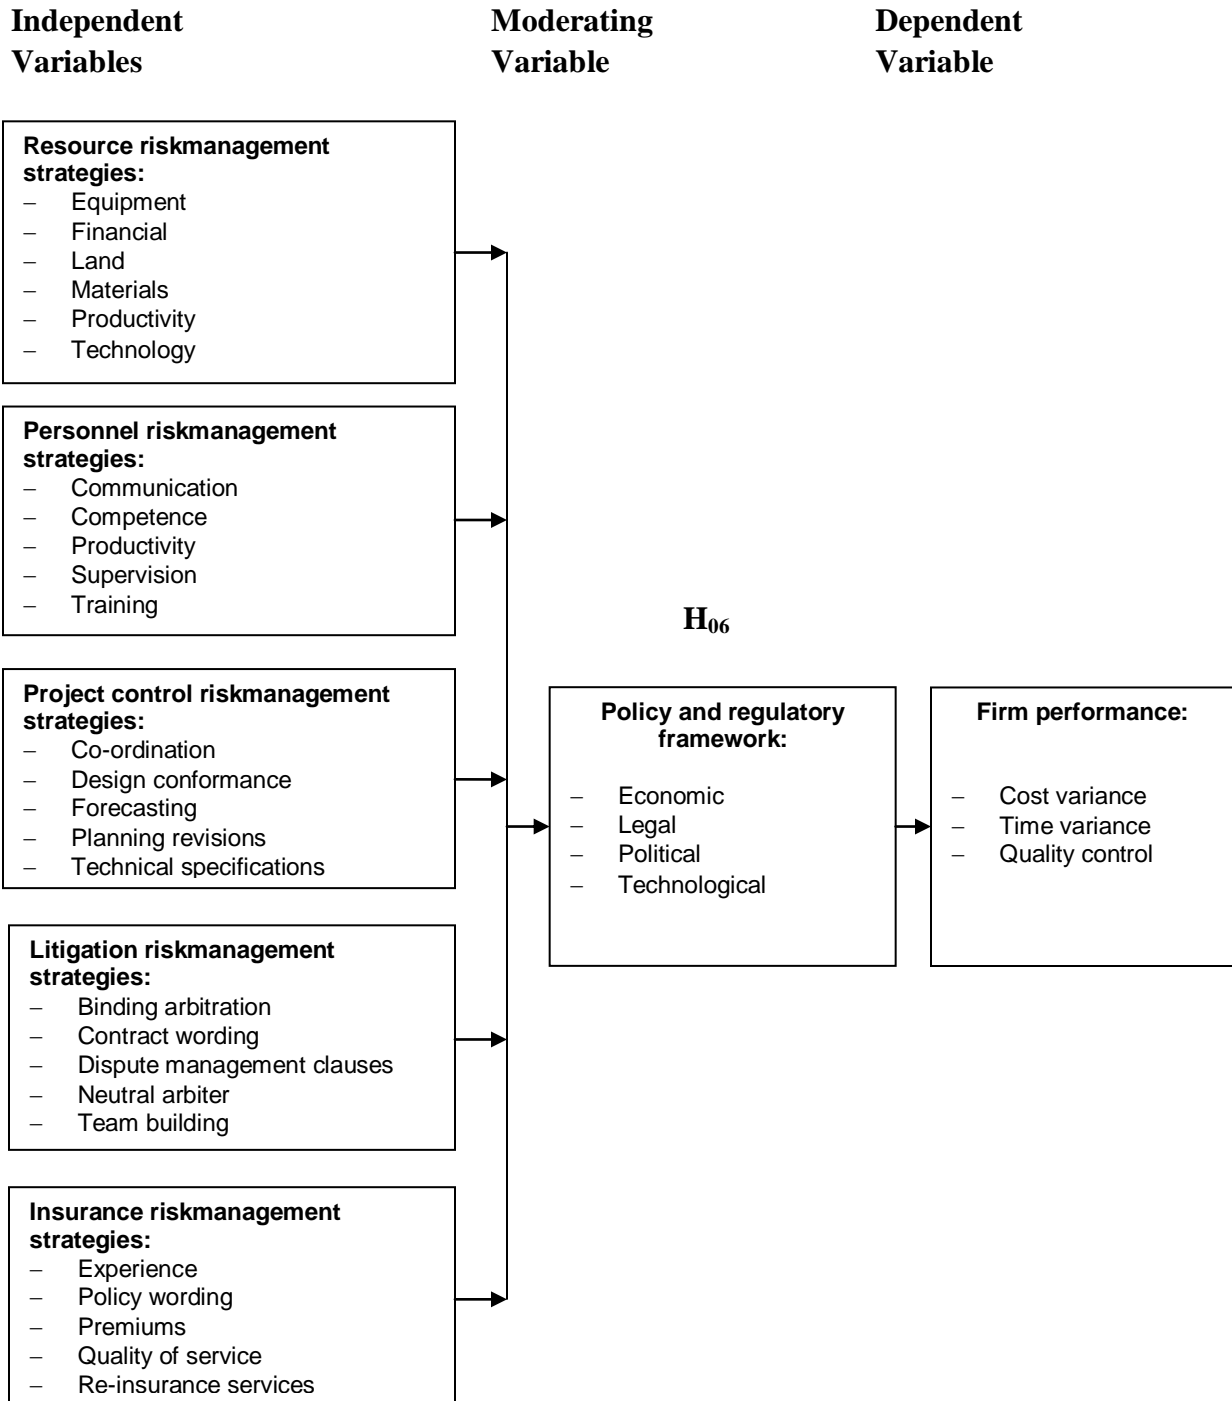 Independent
Variables
Moderating
Variable
Dependent
Variable
Resource riskmanagement
strategies:
– Equipment
– Financial
– Land
– Materials
– Productivity
– Technology
Personnel riskmanagement
strategies:
– Communication
– Competence
– Productivity
– Supervision
– Training
Project control riskmanagement
strategies:
– Co-ordination
– Design conformance
– Forecasting
– Planning revisions
– Technical specifications
Litigation riskmanagement
strategies:
– Binding arbitration
– Contract wording
– Dispute management clauses
– Neutral arbiter
– Team building
Insurance riskmanagement
strategies:
– Experience
– Policy wording
– Premiums
– Quality of service
– Re-insurance services
H06
Policy and regulatory
framework:
– Economic
– Legal
– Political
– Technological
Firm performance:
– Cost variance
– Time variance
– Quality control